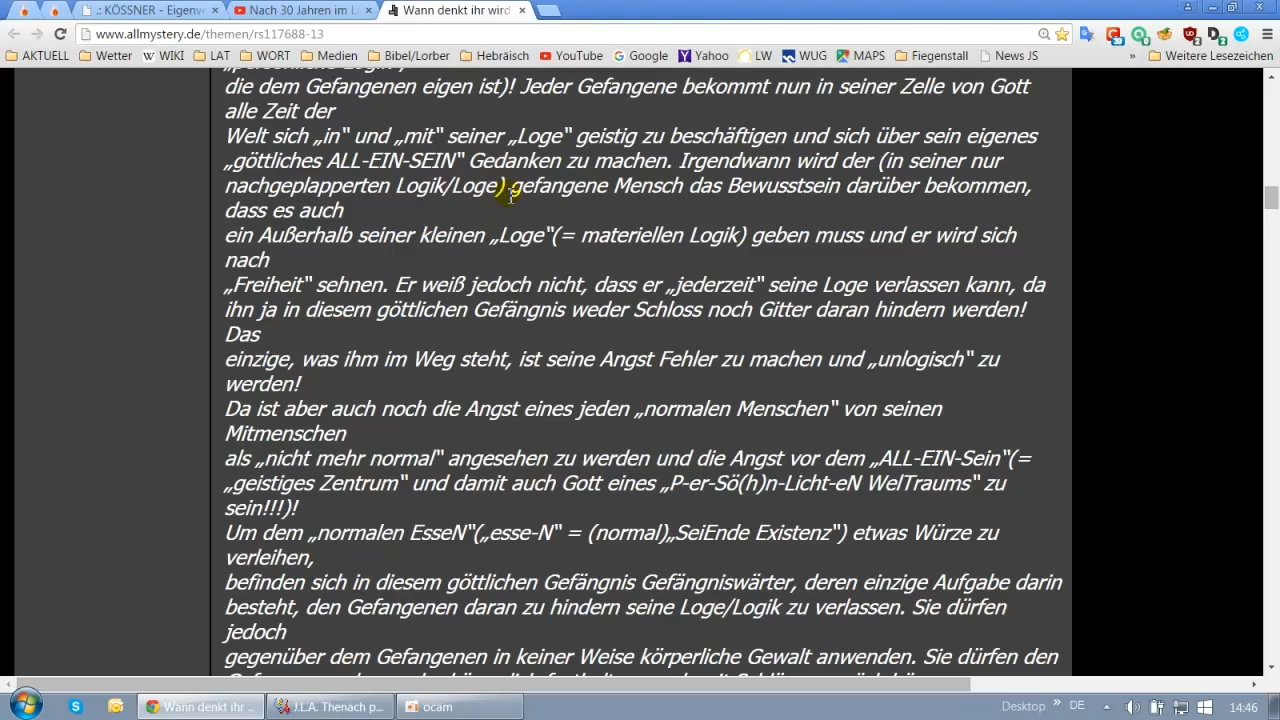 .: KÖSSNER - Eigenv
Nach 30 Jahren im L
Wann denkt ihr wird
www.allmystery.de/themen/rs117688-13
AKTUELL Wetter WIKI LAT WORT Medien Bibel/Lorber Hebräisch YouTube Google Yahoo LW WUG MAPS Fiegenstall News JS » Weitere Lesezeichen
die dem Gefangenen eigen ist)! Jeder Gefangene bekommt nun in seiner Zelle von Gott
alle Zeit der
Welt sich „in" und „mit" seiner „Loge" geistig zu beschäftigen und sich über sein eigenes
„göttliches ALL-EIN-SEIN" Gedanken zu machen. Irgendwann wird der (in seiner nur
nachgeplapperten Logik/Loge) gefangene Mensch das Bewusstsein darüber bekommen,
dass es auch
ein Außerhalb seiner kleinen „Loge"(= materiellen Logik) geben muss und er wird sich
nach
„Freiheit" sehnen. Er weiß jedoch nicht, dass er „jederzeit" seine Loge verlassen kann, da
ihn ja in diesem göttlichen Gefängnis weder Schloss noch Gitter daran hindern werden!
Das
einzige, was ihm im Weg steht, ist seine Angst Fehler zu machen und „unlogisch" zu
werden!
Da ist aber auch noch die Angst eines jeden „normalen Menschen" von seinen
Mitmenschen
als „nicht mehr normal" angesehen zu werden und die Angst vor dem „ALL-EIN-Sein"(=
„geistiges Zentrum" und damit auch Gott eines „P-er-Sö(h)n-Licht-eN WelTraums" zu
sein!!!)!
Um dem „normalen EsseN"(„esse-N" = (normal)„SeiEnde Existenz") etwas Würze zu
verleihen,
befinden sich in diesem göttlichen Gefängnis Gefängniswärter, deren einzige Aufgabe darin
besteht, den Gefangenen daran zu hindern seine Loge/Logik zu verlassen. Sie dürfen
jedoch
gegenüber dem Gefangenen in keiner Weise körperliche Gewalt anwenden. Sie dürfen den
Wann denkt ihr ... J.L.A. Thenach p... ocam Desktop » DE 14:46